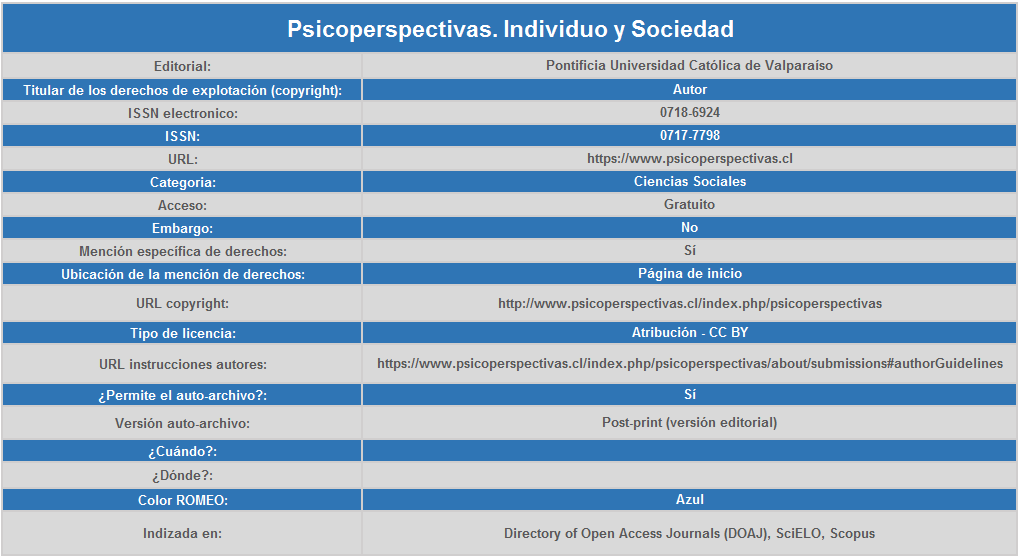 Psicoperspectivas. Individuo y Sociedad
Editorial: Pontificia Universidad Católica de Valparaíso
Titular de los derechos de explotación (copyright): Autor
ISSN electronico: 0718-6924
ISSN: 0717-7798
URL: https://www.psicoperspectivas.cl
Categoria: Ciencias Sociales
Acceso: Gratuito
Embargo: No
Mención específica de derechos: Sí
Ubicación de la mención de derechos: Página de inicio
URL copyright: http://www.psicoperspectivas.cl/index.php/psicoperspectivas
Tipo de licencia: Atribución - CC BY
URL instrucciones autores: https://www.psicoperspectivas.cl/index.php/psicoperspectivas/about/submissions#authorGuidelines
¿Permite el auto-archivo?: Sí
Versión auto-archivo: Post-print (versión editorial)
¿Cuándo?:
¿Dónde?:
Color ROMEO: Azul
Indizada en: Directory of Open Access Journals (DOAJ), SciELO, Scopus